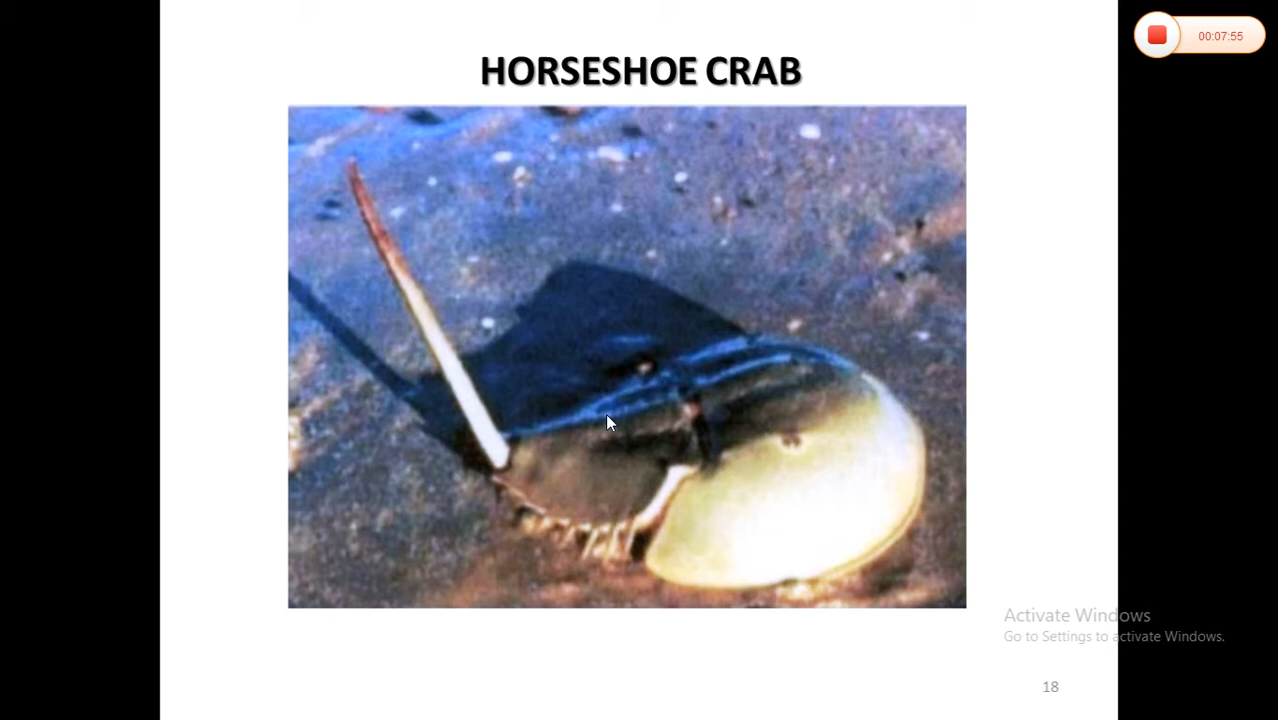 HORSESHOE CRAB
00:07:55
Activate Windows
Go to Settings to activate Windows.
18